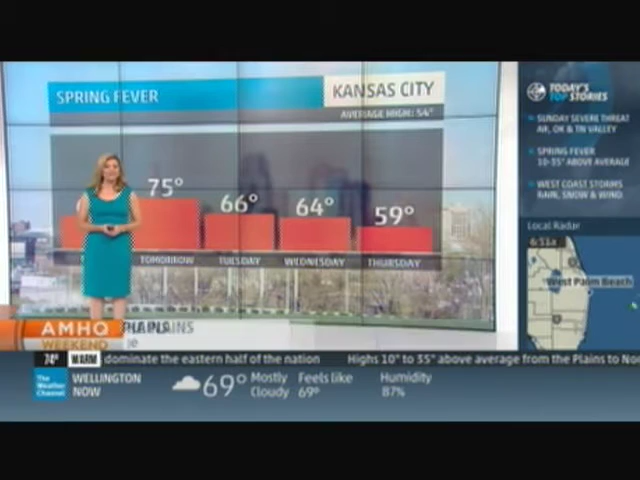 SPRING FEVER
KANSAS CITY
AVERAGE HIGH: 54°
75°
66°
64°
59°
TOMORROW
TUESDAY
WEDNESDAY
THURSDAY
TODAY'S
TOP STORIES
SUNDAY SEVERE THREAT
AR, OK & TN VALLEY
SPRING FEVER
10-35° ABOVE AVERAGE
WEST COAST STORMS
RAIN, SNOW & WIND
Local Radar
6:51a
West Palm Beach
AMHQ
WEEKEND
PLAINS
74° WARM dominate the eastern half of the nation Highs 10° to 35° above average from the Plains to No
The Weather Channel
WELLINGTON
NOW
69° Mostly Cloudy
Feels like 69°
Humidity 87%